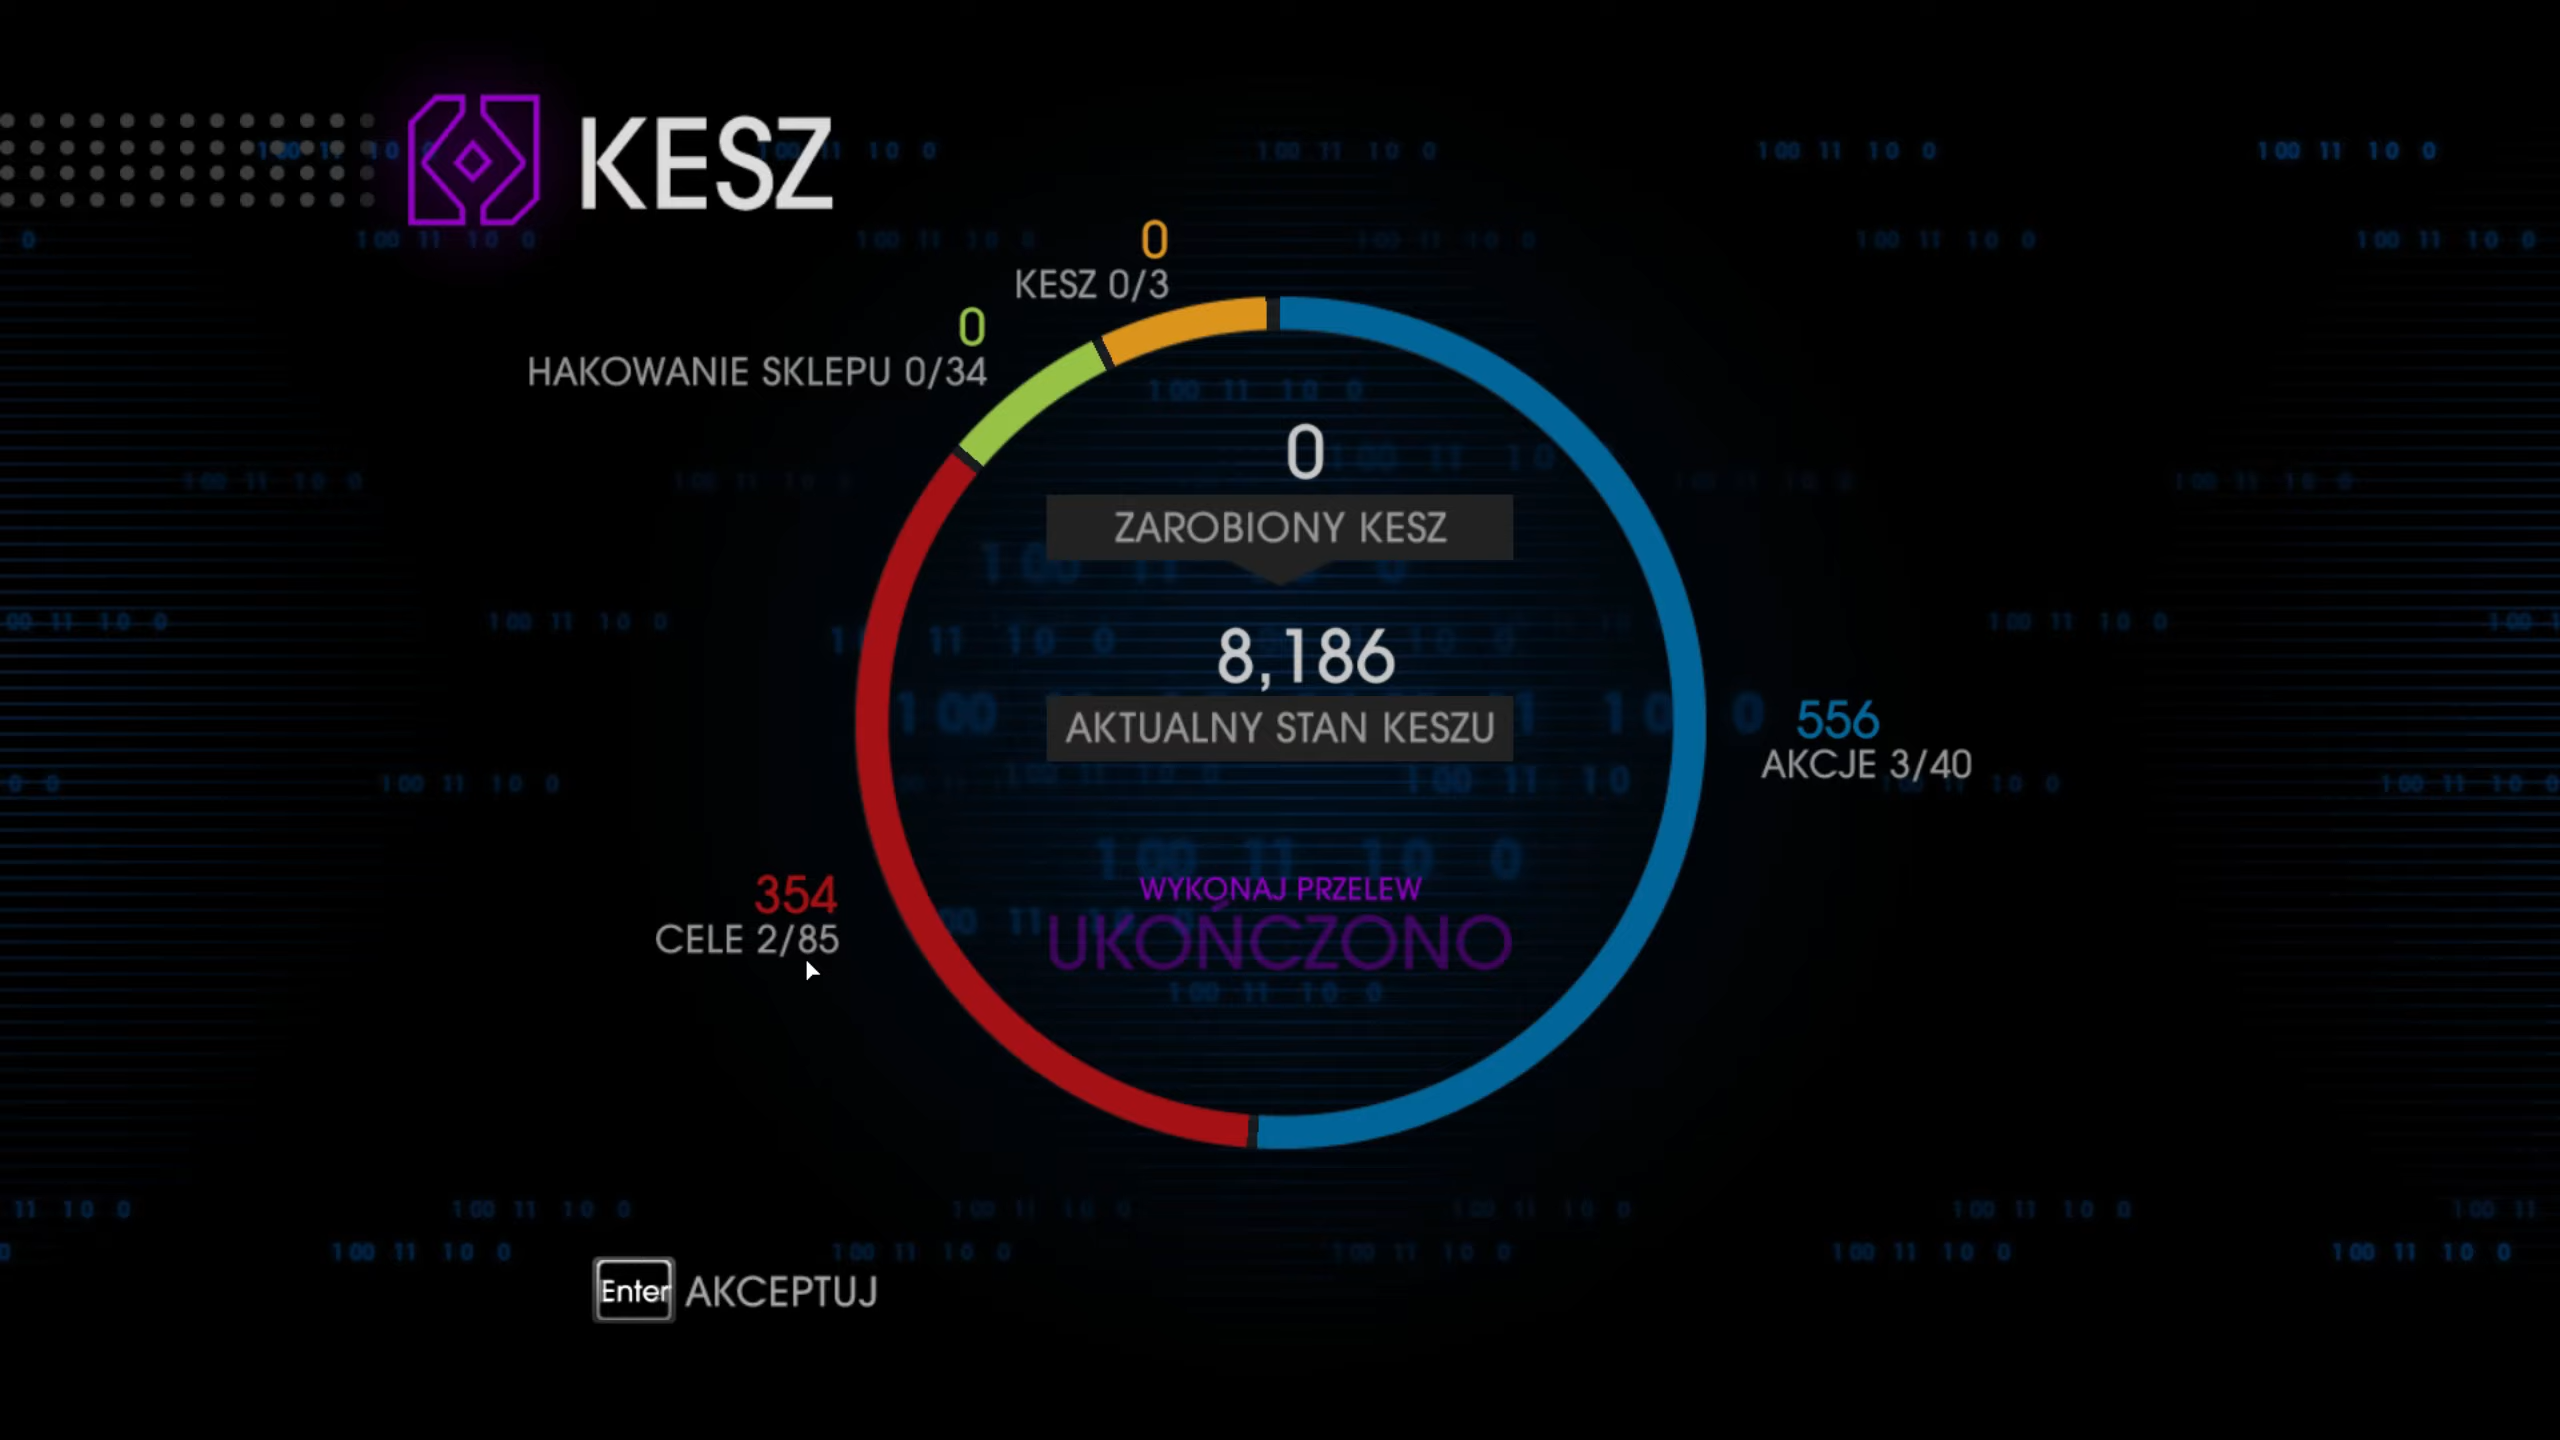 KESZ
0
KESZ 0/3
0
HAKOWANIE SKLEPU 0/34
0
ZAROBIONY KESZ
8,186
AKTUALNY STAN KESZU
556
AKCJE 3/40
354
CELE 2/85
WYKONAJ PRZELEW
UKOŃCZONO
Enter AKCEPTUJ